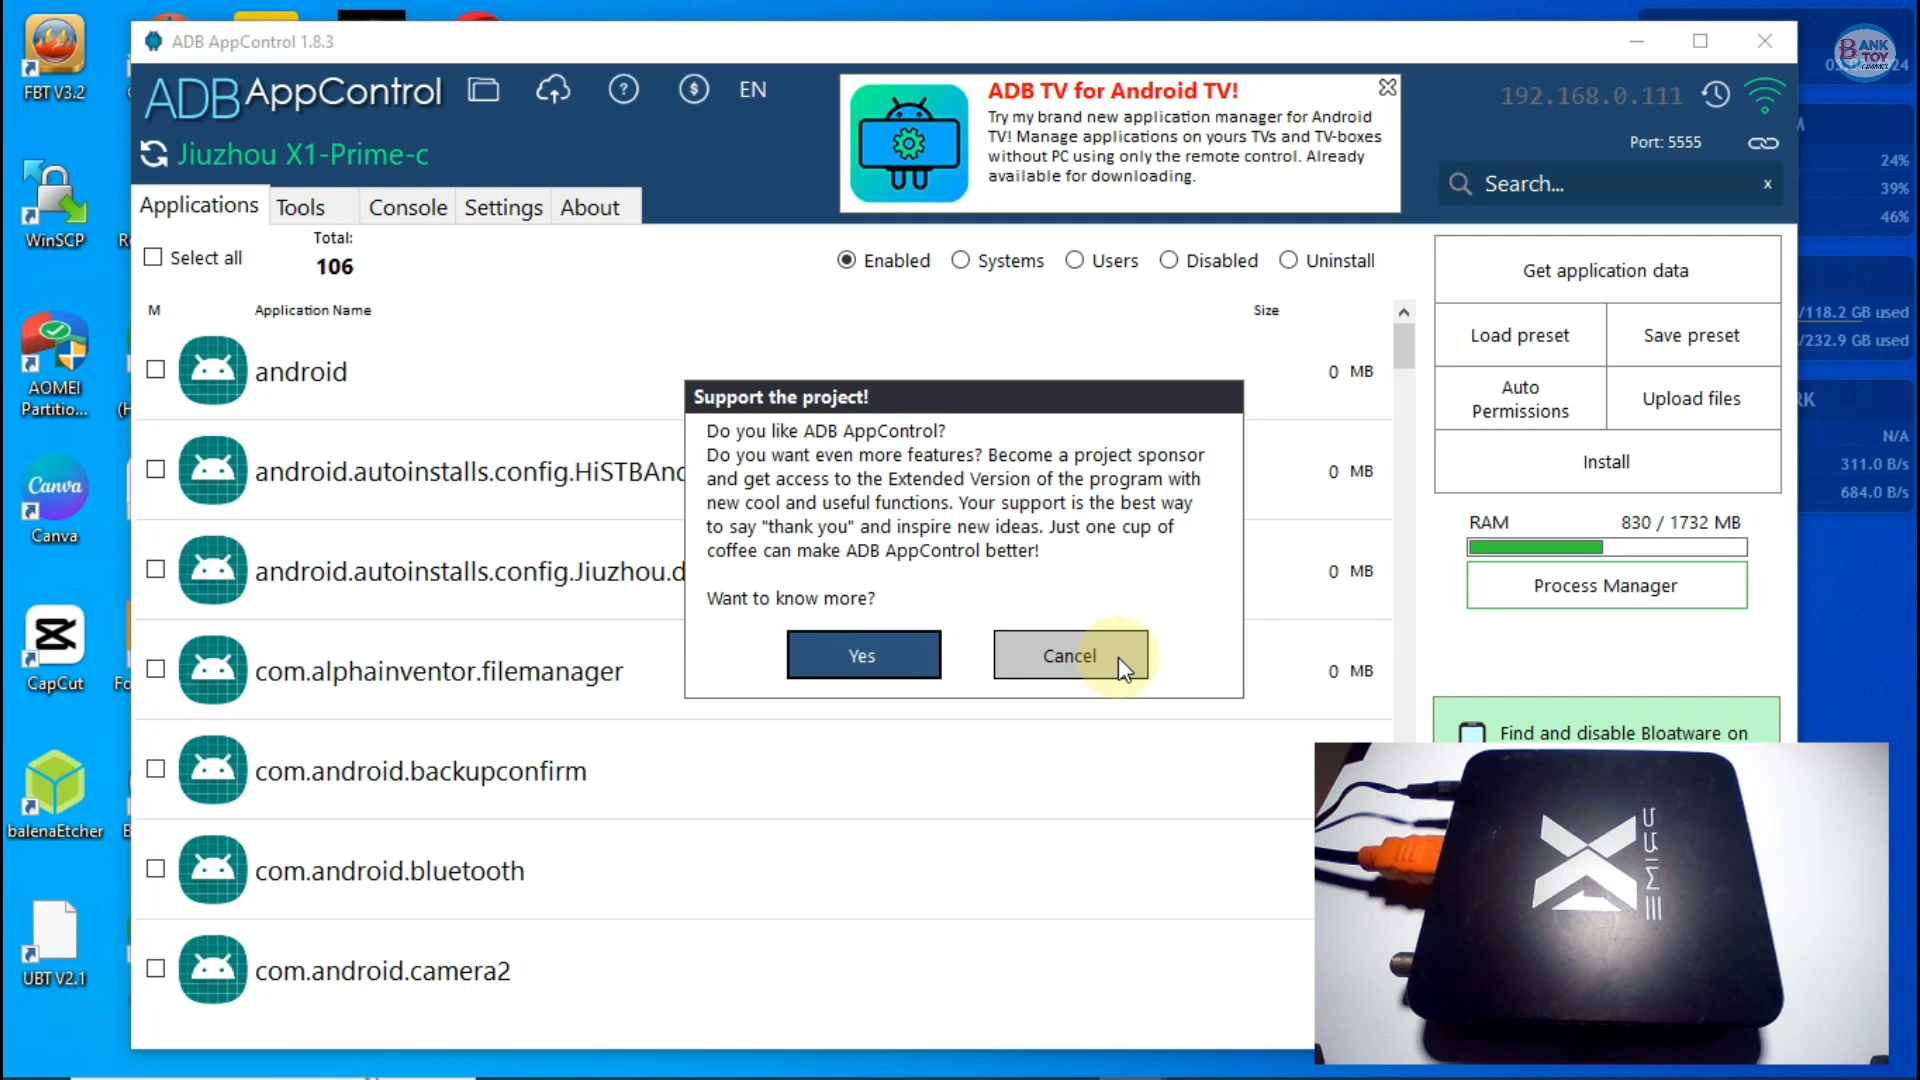 FBT V3.2
WinSCP
AOMEI
Partitio...
Canva
Canva
CapCut
balenaEtcher
UBT V2.1
ADB AppControl 1.8.3
ADB AppControl
?
$
EN
Jiuzhou X1-Prime-c
ADB TV for Android TV!
Try my brand new application manager for Android
TV! Manage applications on yours TVs and TV-boxes
without PC using only the remote control. Already
available for downloading.
192.168.0.111
Port: 5555
Search...
x
Applications
Tools
Console
Settings
About
Select all
Total:
106
Enabled
Systems
Users
Disabled
Uninstall
M
Application Name
Size
android
0 MB
android.autoinstalls.config.HiSTBAnd
0 MB
android.autoinstalls.config.Jiuzhou.d
0 MB
com.alphainventor.filemanager
0 MB
com.android.backupconfirm
com.android.bluetooth
com.android.camera2
Support the project!
Do you like ADB AppControl?
Do you want even more features? Become a project sponsor
and get access to the Extended Version of the program with
new cool and useful functions. Your support is the best way
to say "thank you" and inspire new ideas. Just one cup of
coffee can make ADB AppControl better!
Want to know more?
Yes
Cancel
Get application data
Load preset
Save preset
Auto
Permissions
Upload files
Install
RAM
830 / 1732 MB
Process Manager
Find and disable Bloatware on
BANK
TOY
CHANNEL
24%
39%
46%
/118.2 GB used
/232.9 GB used
RK
N/A
311.0 B/s
684.0 B/s